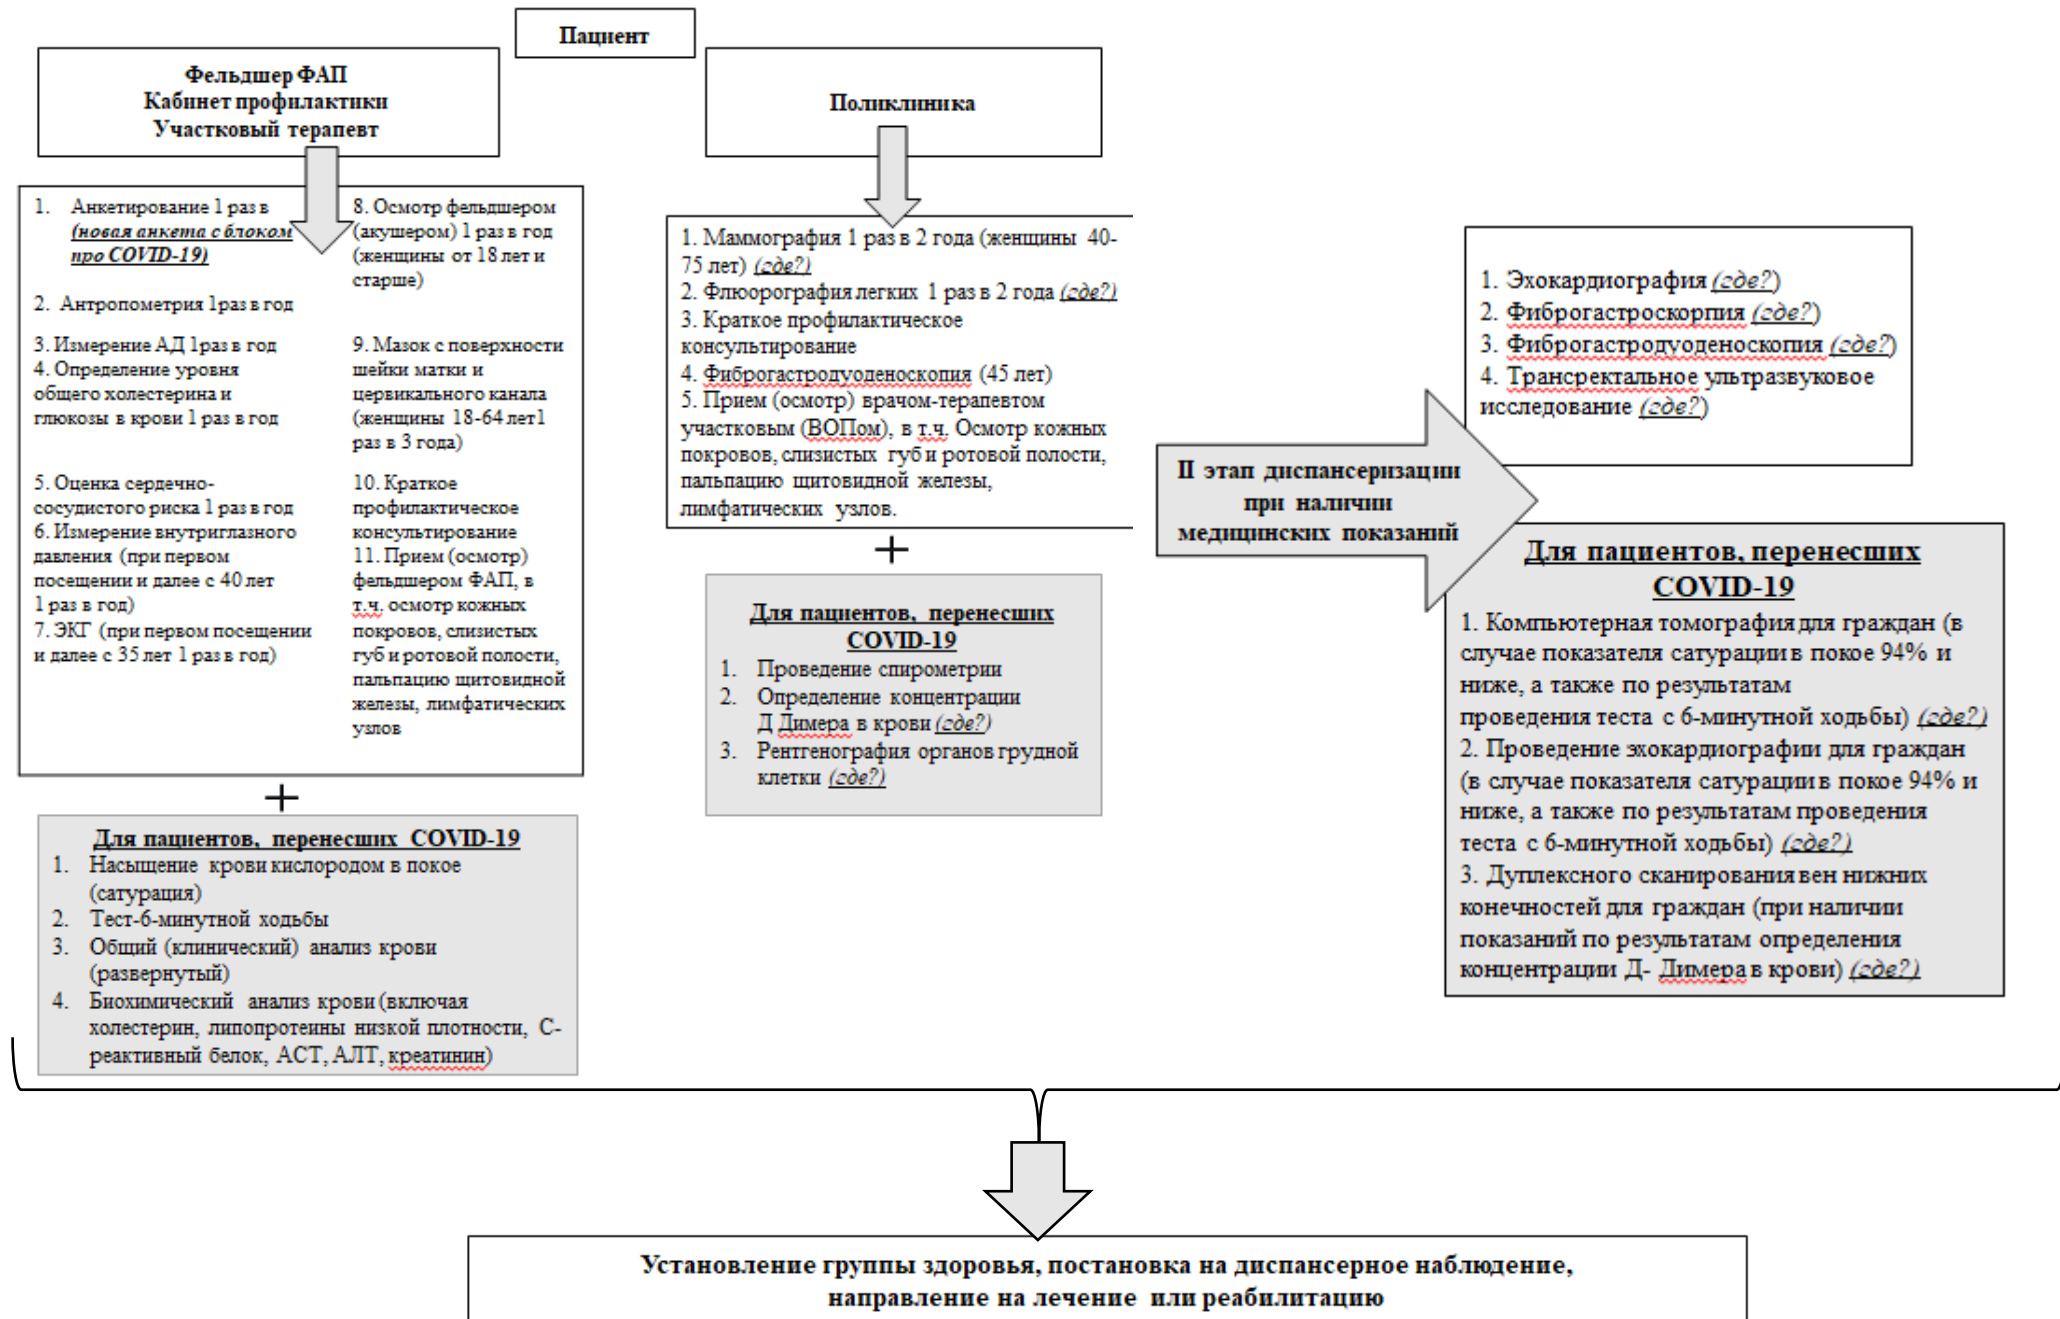 Пациент
Фельдшер ФАП
Кабинет профилактики
Участковый терапевт
1. Анкетирование 1 раз в
(новая анкета с блоком
про COVID-19)
2. Антропометрия 1раз в год
3. Измерение АД 1раз в год
4. Определение уровня
общего холестерина и
глюкозы в крови 1 раз в год
5. Оценка сердечно-
сосудистого риска 1 раз в год
6. Измерение внутриглазного
давления (при первом
посещении и далее с 40 лет
1 раз в год)
7. ЭКГ (при первом посещении
и далее с 35 лет 1 раз в год)
8. Осмотр фельдшером
(акушером) 1 раз в год
(женщины от 18 лет и
старше)
9. Мазок с поверхности
шейки матки и
цервикального канала
(женщины 18-64 лет1
раз в 3 года)
10. Краткое
профилактическое
консультирование
11. Прием (осмотр)
фельдшером ФАП, в
т.ч. осмотр кожных
покровов, слизистых
губ и ротовой полости,
пальпацию щитовидной
железы, лимфатических
узлов
+
Для пациентов, перенесших COVID-19
1. Насыщение крови кислородом в покое
(сатурация)
2. Тест-6-минутной ходьбы
3. Общий (клинический) анализ крови
(развернутый)
4. Биохимический анализ крови (включая
холестерин, липопротеины низкой плотности, С-
реактивный белок, АСТ, АЛТ, креатинин)
Поликлиника
1. Маммография 1 раз в 2 года (женщины 40-
75 лет) (где?)
2. Флюорография легких 1 раз в 2 года (где?)
3. Краткое профилактическое
консультирование
4. Фиброгастродуоденоскопия (45 лет)
5. Прием (осмотр) врачом-терапевтом
участковым (ВОПом), в т.ч. Осмотр кожных
покровов, слизистых губ и ротовой полости,
пальпацию щитовидной железы,
лимфатических узлов.
+
Для пациентов, перенесших
COVID-19
1. Проведение спирометрии
2. Определение концентрации
Д Димера в крови (где?)
3. Рентгенография органов грудной
клетки (где?)
II этап диспансеризации
при наличии
медицинских показаний
1. Эхокардиография (где?)
2. Фиброгастроскорпия (где?)
3. Фиброгастродуоденоскопия (где?)
4. Трансректальное ультразвуковое
исследование (где?)
Для пациентов, перенесших
COVID-19
1. Компьютерная томография для граждан (в
случае показателя сатурации в покое 94% и
ниже, а также по результатам
проведения теста с 6-минутной ходьбы) (где?)
2. Проведение эхокардиографии для граждан
(в случае показателя сатурации в покое 94% и
ниже, а также по результатам проведения
теста с 6-минутной ходьбы) (где?)
3. Дуплексного сканирования вен нижних
конечностей для граждан (при наличии
показаний по результатам определения
концентрации Д- Димера в крови) (где?)
Установление группы здоровья, постановка на диспансерное наблюдение,
направление на лечение или реабилитацию